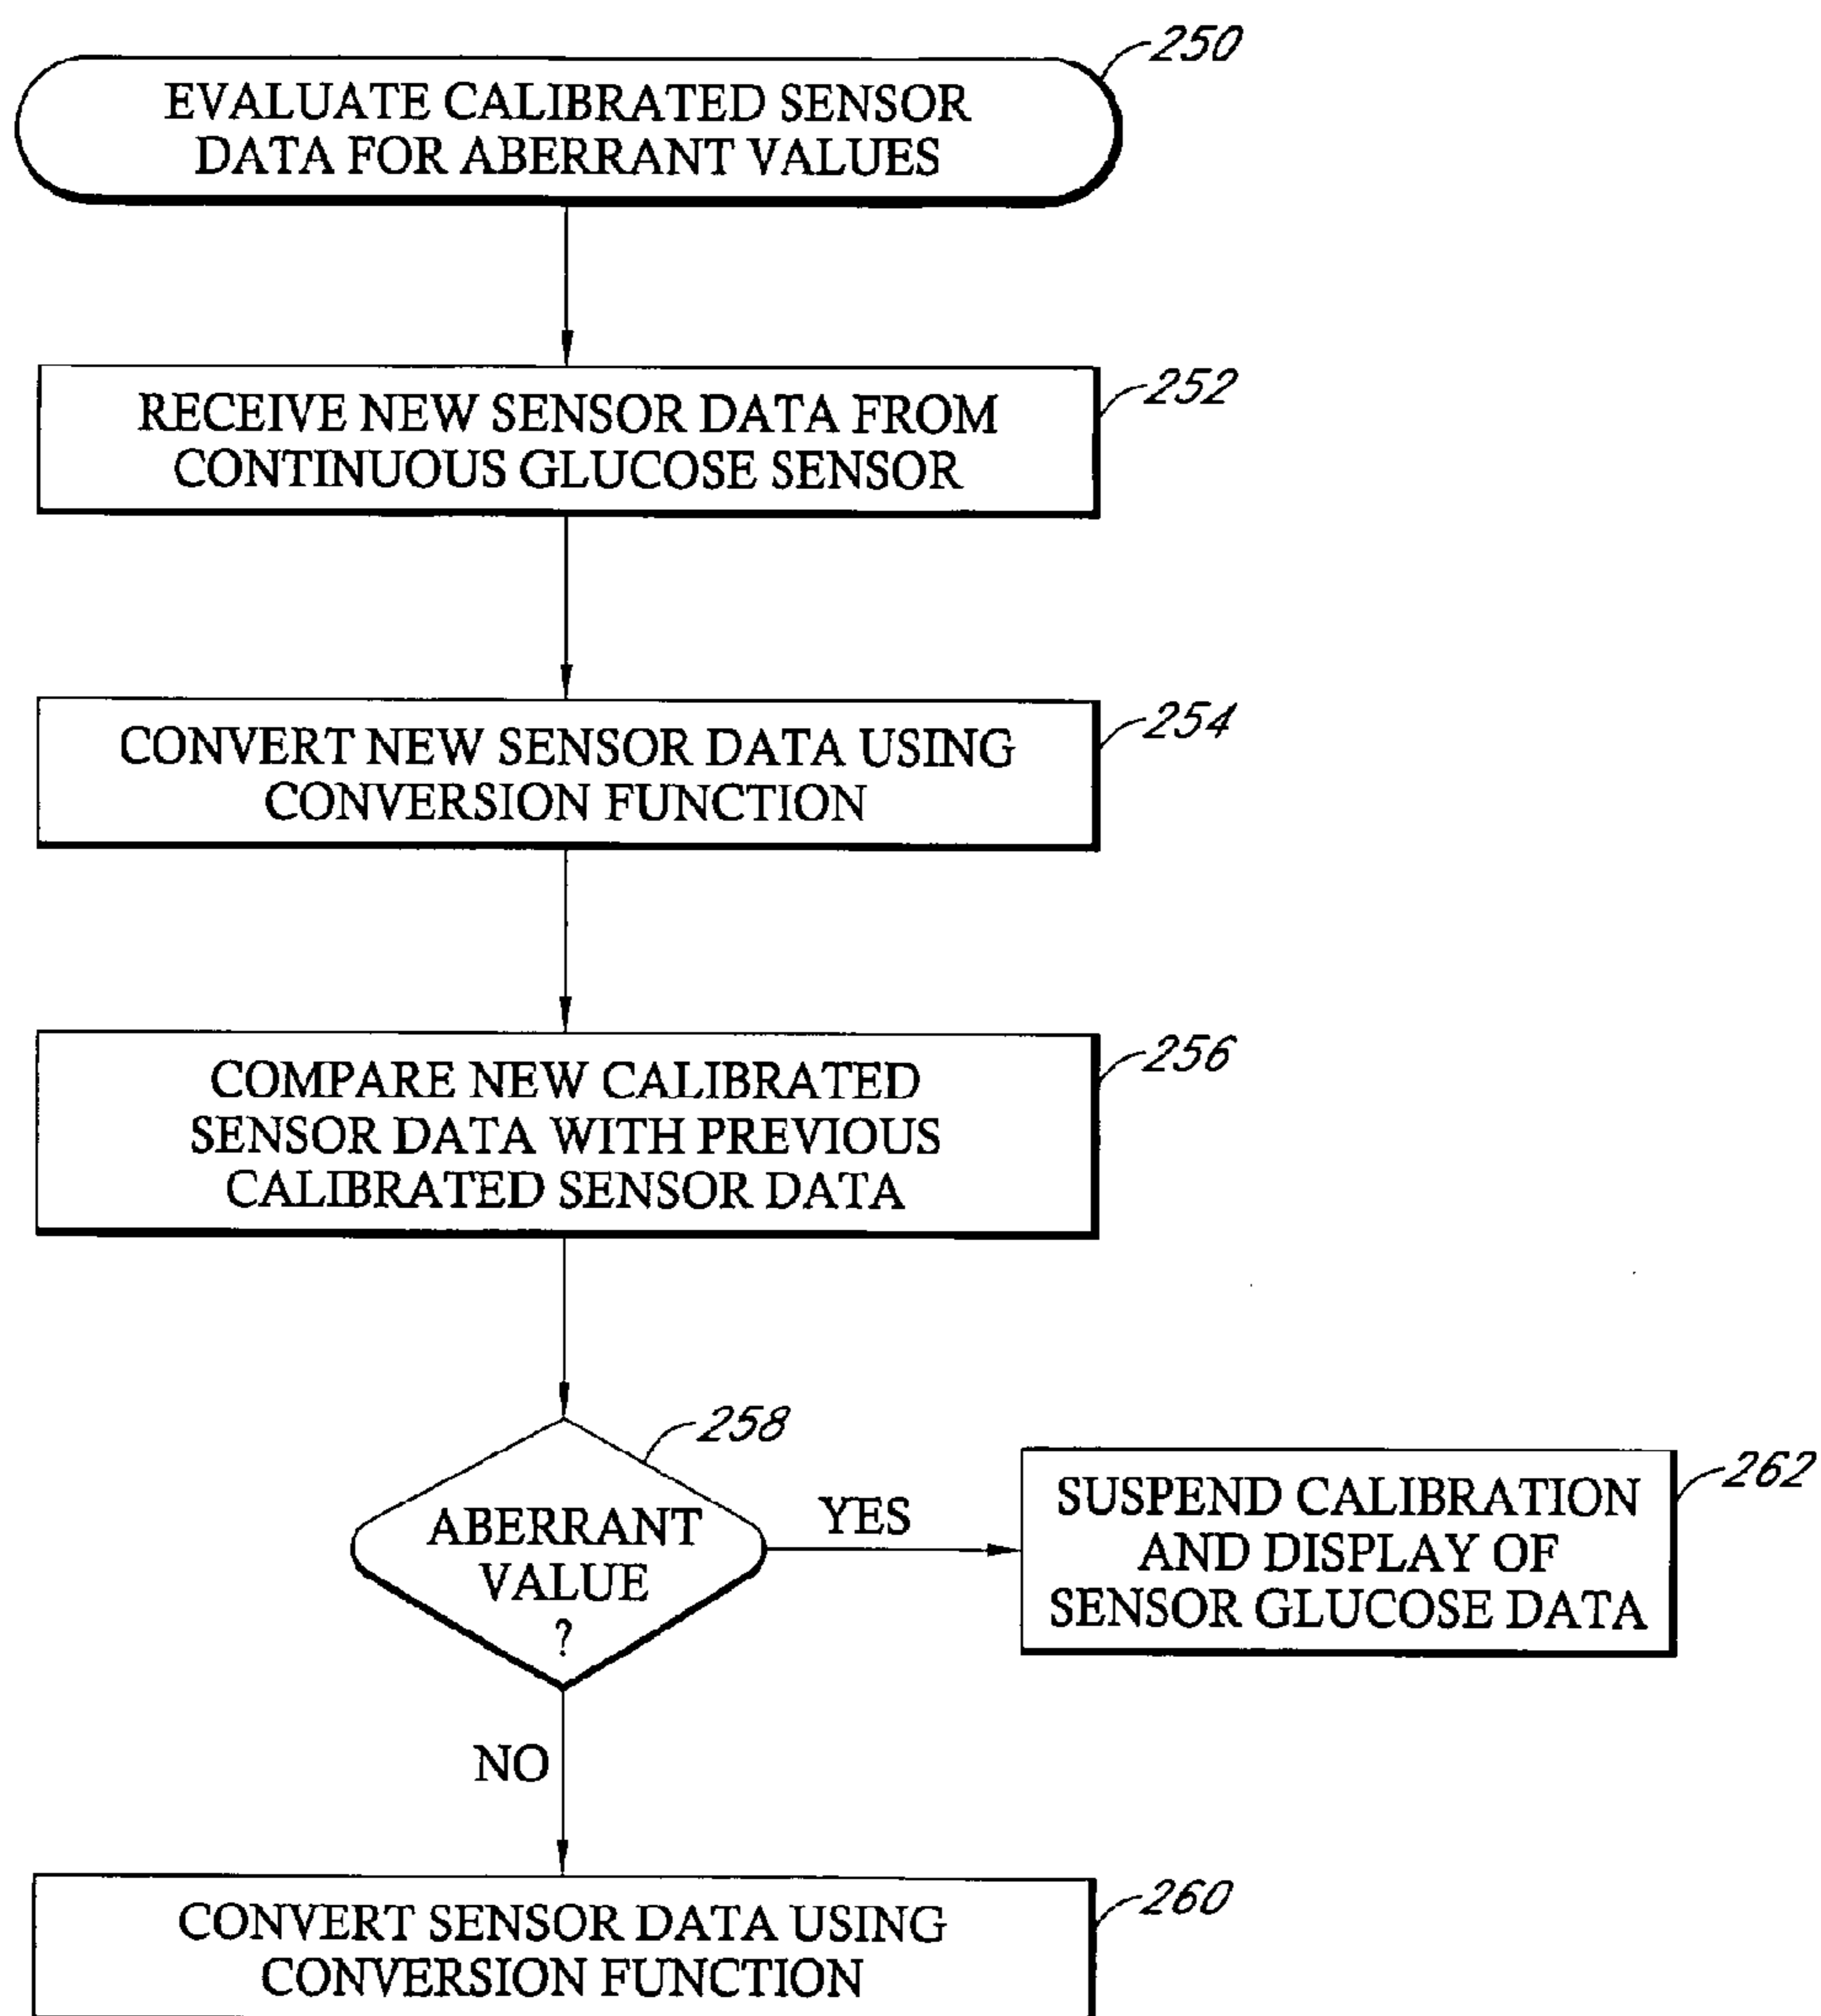 250
EVALUATE CALIBRATED SENSOR
DATA FOR ABERRANT VALUES
252
RECEIVE NEW SENSOR DATA FROM
CONTINUOUS GLUCOSE SENSOR
254
CONVERT NEW SENSOR DATA USING
CONVERSION FUNCTION
256
COMPARE NEW CALIBRATED
SENSOR DATA WITH PREVIOUS
CALIBRATED SENSOR DATA
258
ABERRANT
VALUE
?
YES
262
SUSPEND CALIBRATION
AND DISPLAY OF
SENSOR GLUCOSE DATA
NO
260
CONVERT SENSOR DATA USING
CONVERSION FUNCTION